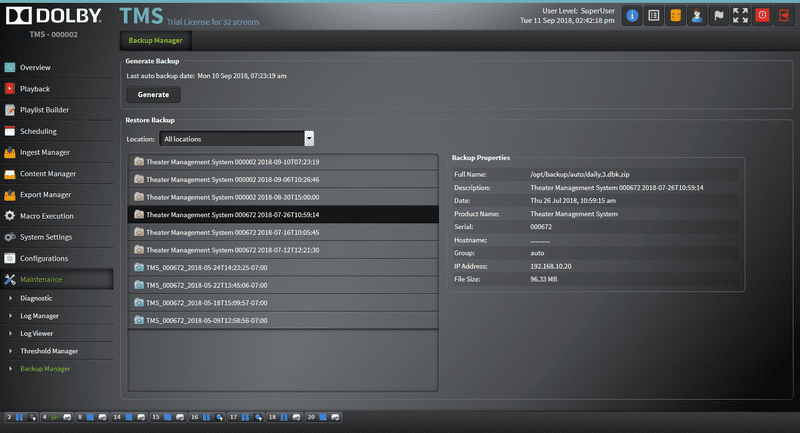 DOLBY.
TMS - 000002
TMS Trial License for 32 screens
User Level: SuperUser
Tue 11 Sep 2018, 02:42:18 pm
Backup Manager
Overview
Playback
Playlist Builder
Scheduling
Ingest Manager
Content Manager
Export Manager
Macro Execution
System Settings
Configurations
Maintenance
Diagnostic
Log Manager
Log Viewer
Threshold Manager
Backup Manager
Generate Backup
Last auto backup date: Mon 10 Sep 2018, 07:23:19 am
Generate
Restore Backup
Location: All locations
Theater Management System 000002 2018-09-10T07:23:19
Theater Management System 000002 2018-09-06T10:26:46
Theater Management System 000002 2018-08-30T15:00:00
Theater Management System 000672 2018-07-26T10:59:14
Theater Management System 000672 2018-07-16T10:05:45
Theater Management System 000672 2018-07-12T12:21:30
TMS_000672_2018-05-24T14:23:25-07:00
TMS_000672_2018-05-22T13:45:06-07:00
TMS_000672_2018-05-18T15:09:57-07:00
TMS_000672_2018-05-09T12:58:56-07:00
Backup Properties
Full Name: /opt/backup/auto/daily.3.dbk.zip
Description: Theater Management System 000672 2018-07-26T10:59:14
Date: Thu 26 Jul 2018, 10:59:15 am
Product Name: Theater Management System
Serial: 000672
Hostname: ...........
Group: auto
IP Address: 192.168.10.20
File Size: 96.33 MB
2 4 8 14 15 16 17 18 20